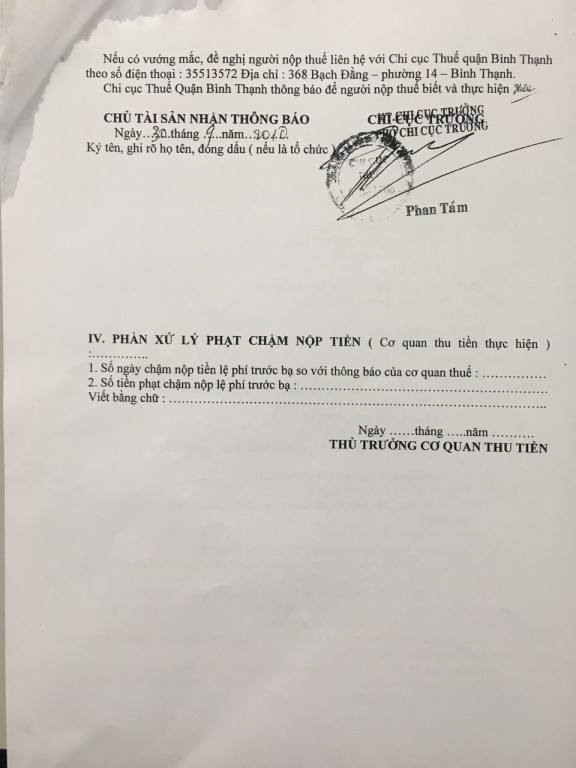 Nếu có vướng mắc, đề nghị người nộp thuế liên hệ với Chi cục Thuế quận Bình Thạnh
theo số điện thoại : 35513572 Địa chỉ : 368 Bạch Đằng – phường 14 – Bình Thạnh.
Chi cục Thuế Quận Bình Thạnh thông báo để người nộp thuế biết và thực hiện
CHỦ TÀI SẢN NHẬN THÔNG BÁO
CHI CỤC TRƯỞNG
KT.CHI CỤC TRƯỞNG
PHÓ CHI CỤC TRƯỞNG
Ngày..30.tháng .9...năm..2010.
Ký tên, ghi rõ họ tên, đóng dấu ( nếu là tổ chức )
CHI CỤC
Phan Tám
IV. PHẦN XỬ LÝ PHẠT CHẬM NỘP TIỀN ( Cơ quan thu tiền thực hiện )
:..............
1. Số ngày chậm nộp tiền lệ phí trước bạ so với thông báo của cơ quan thuế : ...............
2. Số tiền phạt chậm nộp lệ phí trước bạ : ..........................................................
Viết bằng chữ : .........................................................................................
Ngày ......tháng .....năm ..........
THỦ TRƯỞNG CƠ QUAN THU TIỀN